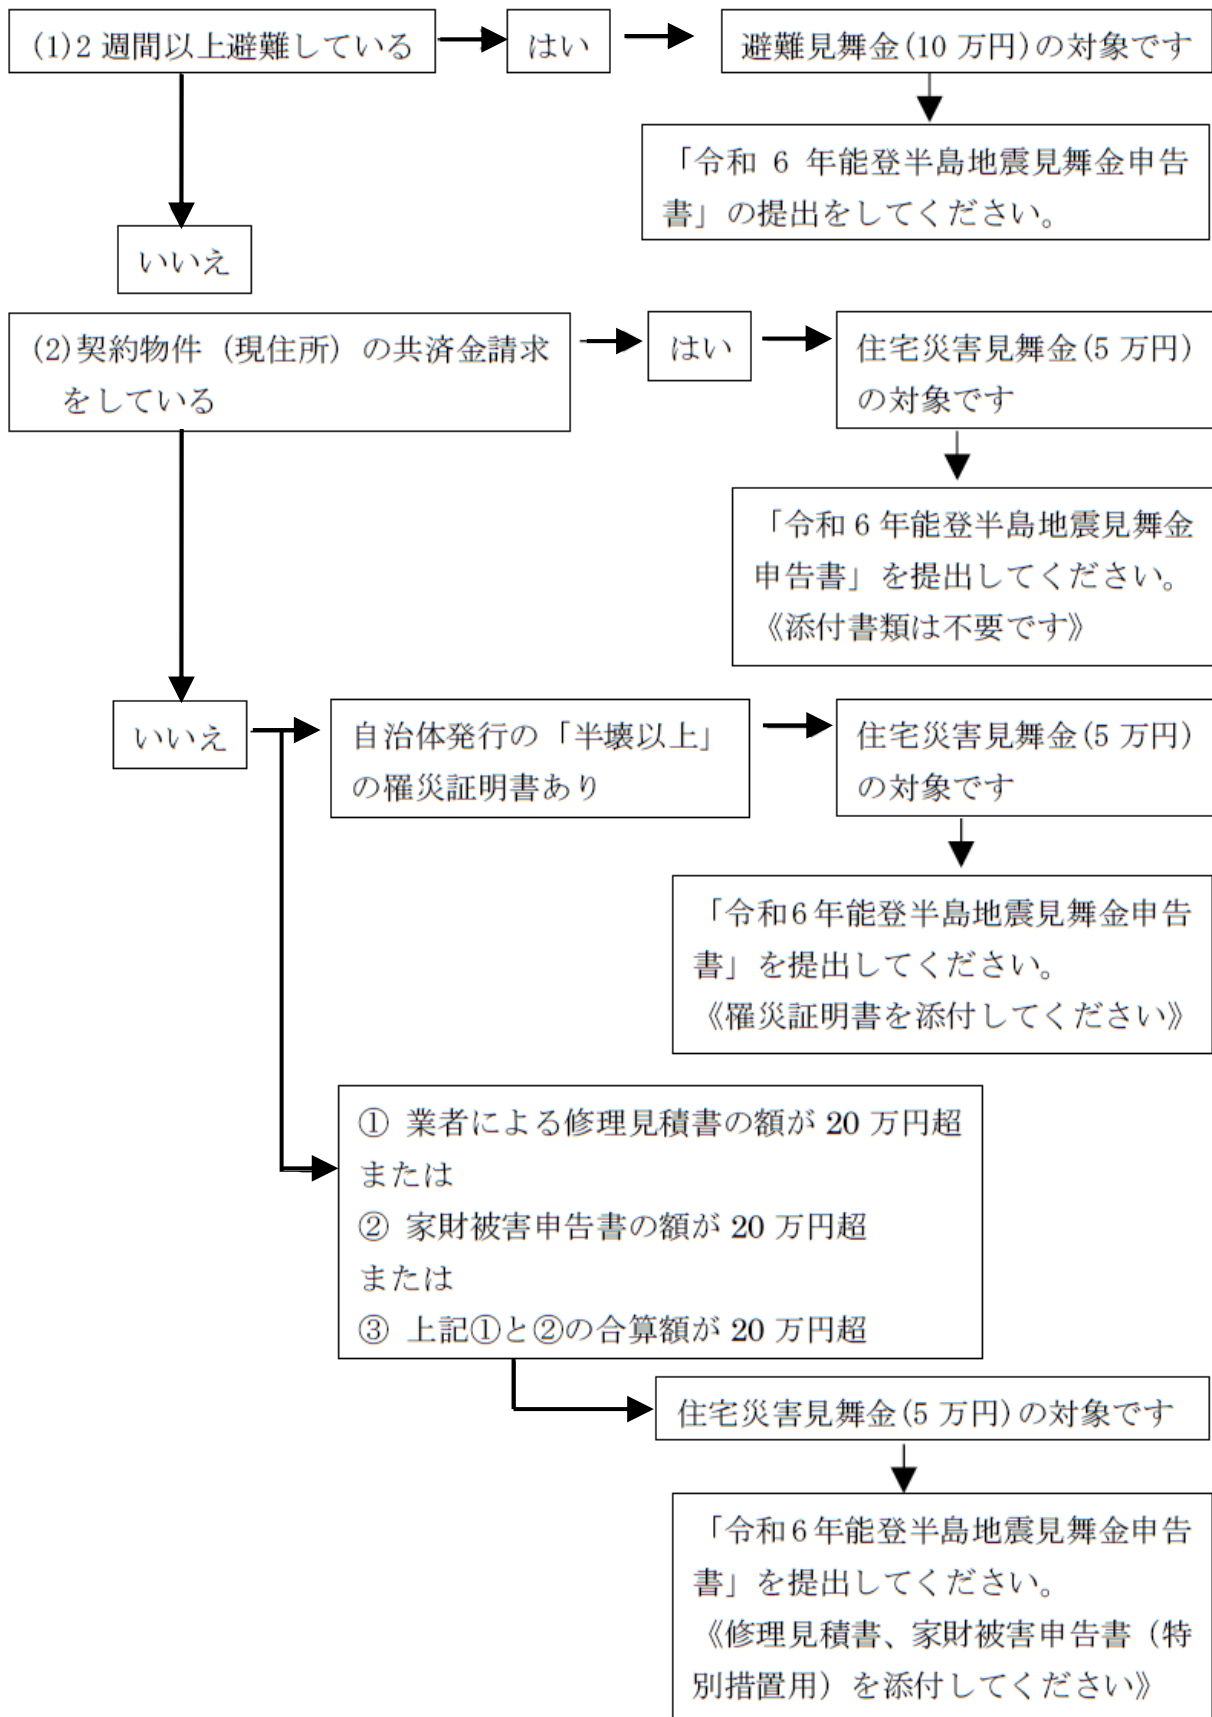 (1)2 週間以上避難している
はい
避難見舞金(10 万円)の対象です
「令和 6 年能登半島地震見舞金申告
書」の提出をしてください。
いいえ
(2)契約物件（現住所）の共済金請求
をしている
はい
住宅災害見舞金(5 万円)
の対象です
「令和 6 年能登半島地震見舞金
申告書」を提出してください。
《添付書類は不要です》
いいえ
自治体発行の「半壊以上」
の罹災証明書あり
住宅災害見舞金(5 万円)
の対象です
「令和6年能登半島地震見舞金申告
書」を提出してください。
《罹災証明書を添付してください》
① 業者による修理見積書の額が 20 万円超
または
② 家財被害申告書の額が 20 万円超
または
③ 上記①と②の合算額が 20 万円超
住宅災害見舞金(5 万円)の対象です
「令和6年能登半島地震見舞金申告
書」を提出してください。
《修理見積書、家財被害申告書（特
別措置用）を添付してください》